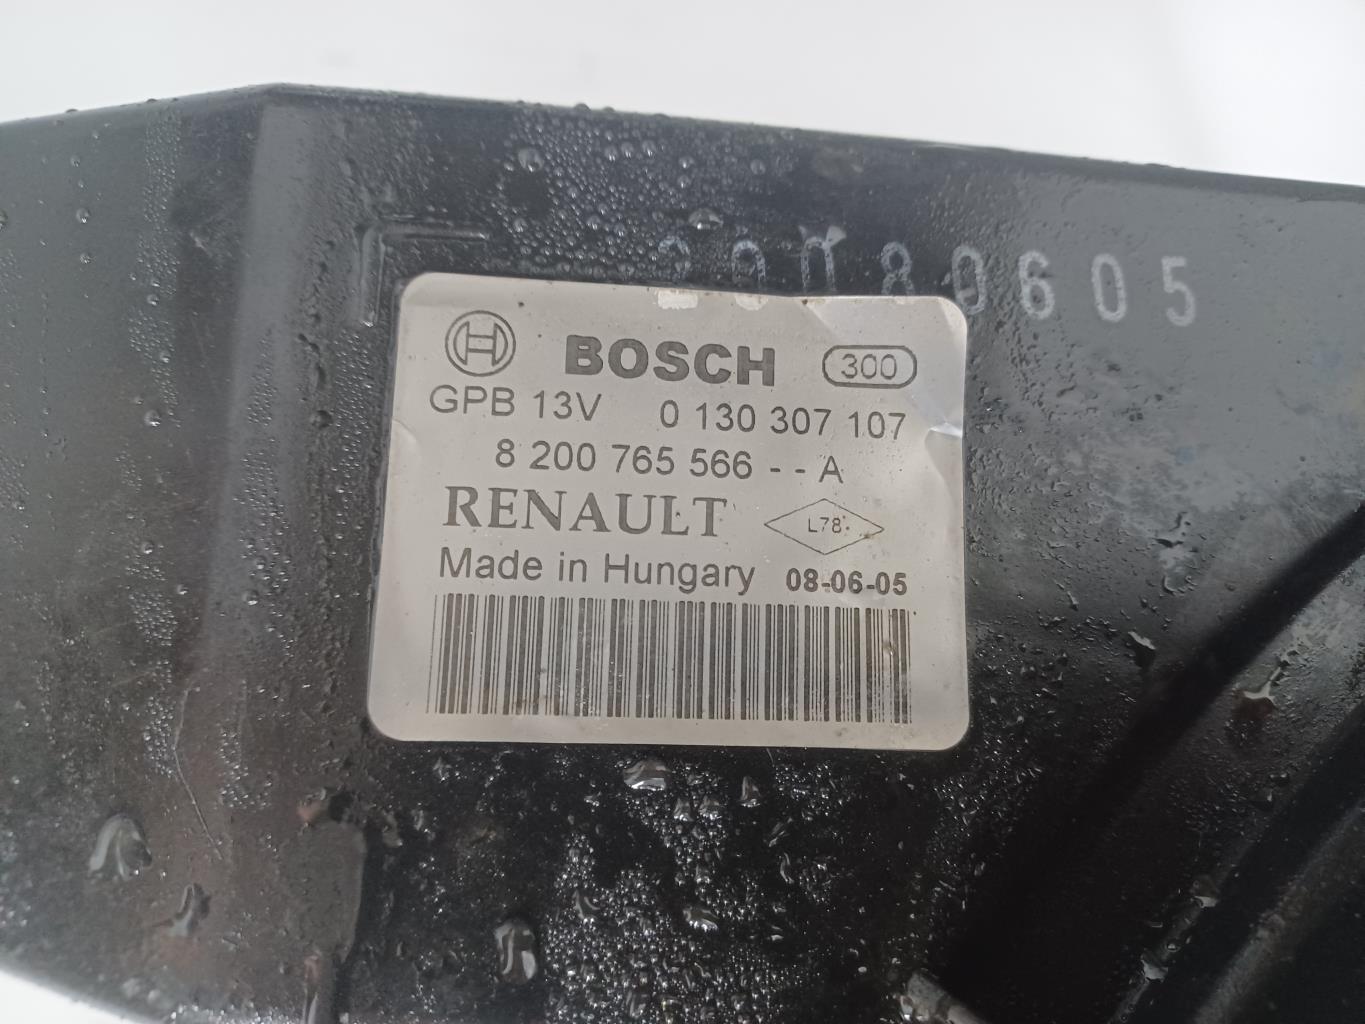 20080605
BOSCH 300
GPB 13V 0 130 307 107
8 200 765 566 - - A
RENAULT L78
Made in Hungary 08-06-05